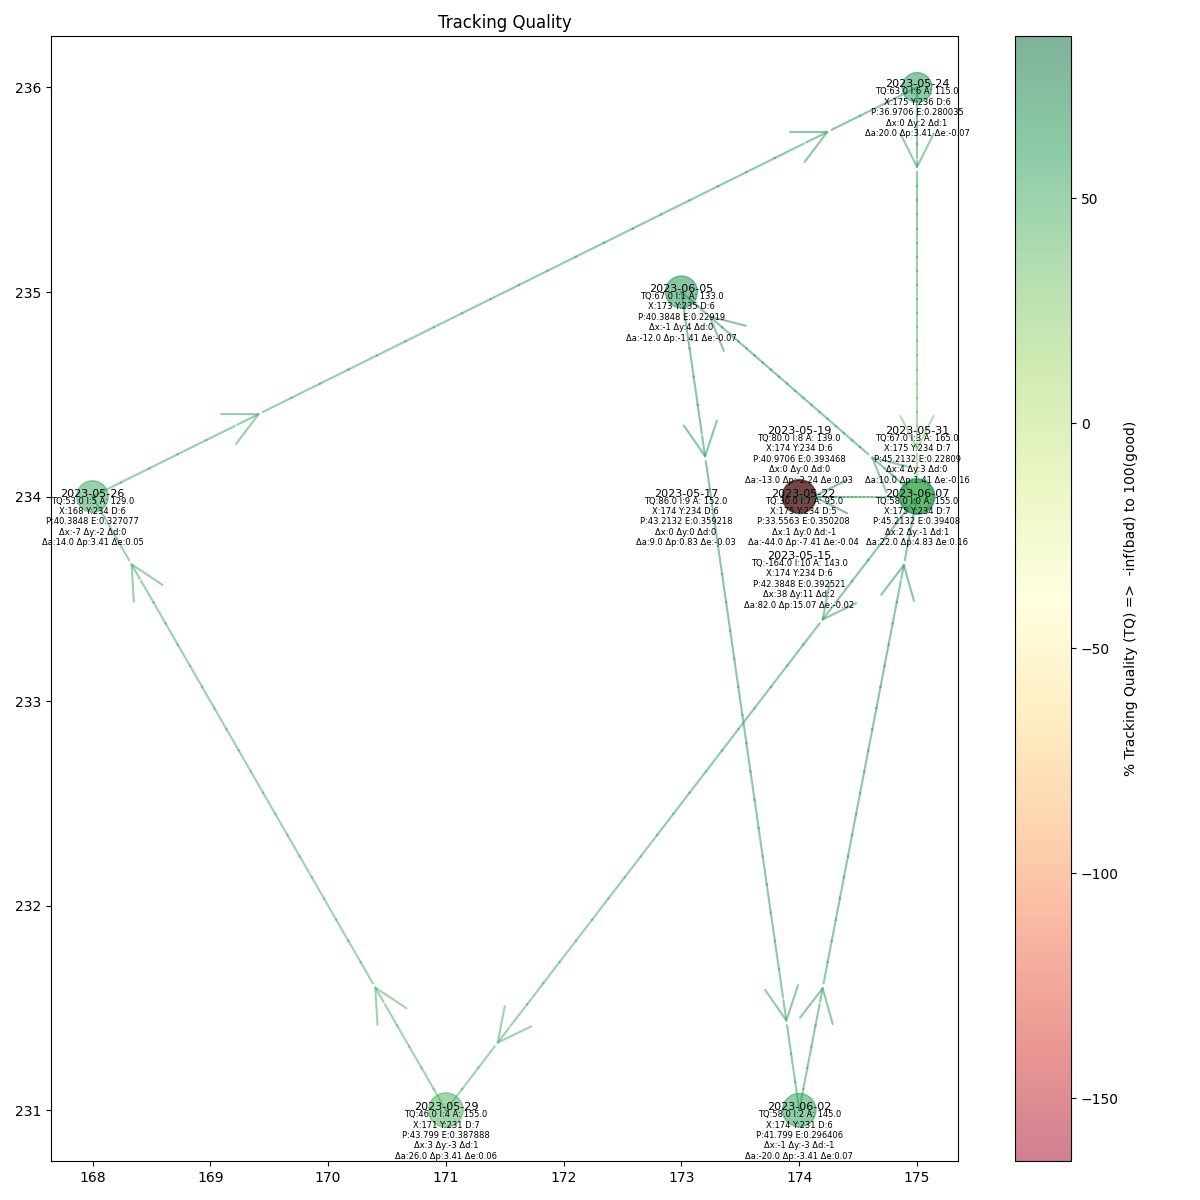 Tracking Quality
236
235
234
233
232
231
168
169
170
171
172
173
174
175
2023-05-24
TQ:63.0 I:6 A: 115.0
X:175 Y:236 D:6
P:36.9706 E:0.280035
Δx:0 Δy:2 Δd:1
Δa:20.0 Δp:3.41 Δe:-0.07
2023-06-05
TQ:67.0 I:1 A: 133.0
X:173 Y:235 D:6
P:40.3848 E:0.22919
Δx:-1 Δy:4 Δd:0
Δa:-12.0 Δp:-1.41 Δe:-0.07
2023-05-19
TQ:80.0 I:8 A: 139.0
X:174 Y:234 D:6
P:40.9706 E:0.393468
Δx:0 Δy:0 Δd:0
Δa:-13.0 Δp:-2.24 Δe:0.03
2023-05-31
TQ:67.0 I:3 A: 165.0
X:175 Y:234 D:7
P:45.2132 E:0.22809
Δx:4 Δy:3 Δd:0
Δa:10.0 Δp:1.41 Δe:-0.16
2023-05-26
TQ:53.0 I:5 A: 129.0
X:168 Y:234 D:6
P:40.3848 E:0.327077
Δx:-7 Δy:-2 Δd:0
Δa:14.0 Δp:3.41 Δe:0.05
2023-05-17
TQ:86.0 I:9 A: 152.0
X:174 Y:234 D:6
P:43.2132 E:0.359218
Δx:0 Δy:0 Δd:0
Δa:9.0 Δp:0.83 Δe:-0.03
2023-05-22
TQ:30.0 I:7 A: 95.0
X:175 Y:234 D:5
P:33.5563 E:0.350208
Δx:1 Δy:0 Δd:-1
Δa:-44.0 Δp:-7.41 Δe:-0.04
2023-06-07
TQ:58.0 I:0 A: 155.0
X:175 Y:234 D:7
P:45.2132 E:0.39408
Δx:2 Δy:-1 Δd:1
Δa:22.0 Δp:4.83 Δe:0.16
2023-05-15
TQ:-164.0 I:10 A: 143.0
X:174 Y:234 D:6
P:42.3848 E:0.392521
Δx:38 Δy:11 Δd:2
Δa:82.0 Δp:15.07 Δe:-0.02
2023-05-29
TQ:46.0 I:4 A: 155.0
X:171 Y:231 D:7
P:43.799 E:0.387888
Δx:3 Δy:-3 Δd:1
Δa:26.0 Δp:3.41 Δe:0.06
2023-06-02
TQ:58.0 I:2 A: 145.0
X:174 Y:231 D:6
P:41.799 E:0.296406
Δx:-1 Δy:-3 Δd:-1
Δa:-20.0 Δp:-3.41 Δe:0.07
50
0
−50
−100
−150
% Tracking Quality (TQ) => -inf(bad) to 100(good)